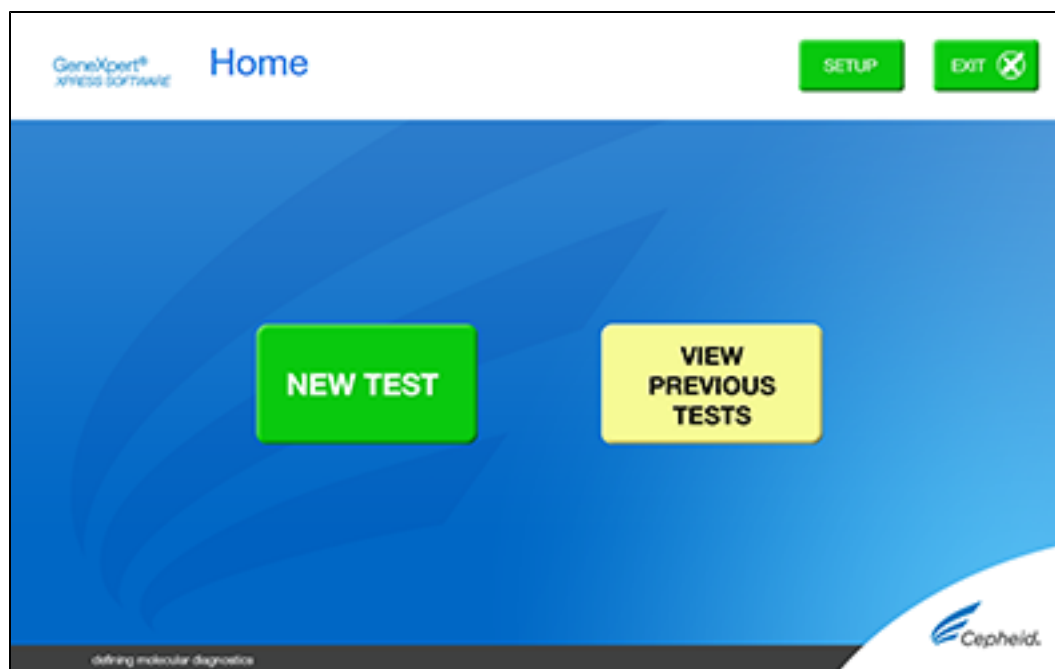 GeneXpert®
XPRESS SOFTWARE
Home
SETUP
EXIT
NEW TEST
VIEW
PREVIOUS
TESTS
Cepheid.
defining molecular diagnostics